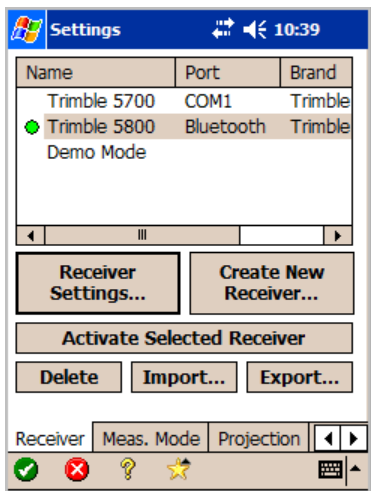 Settings 10:39
Name Port Brand
Trimble 5700 COM1 Trimble
Trimble 5800 Bluetooth Trimble
Demo Mode
Receiver
Settings...
Create New
Receiver...
Activate Selected Receiver
Delete Import... Export...
Receiver Meas. Mode Projection